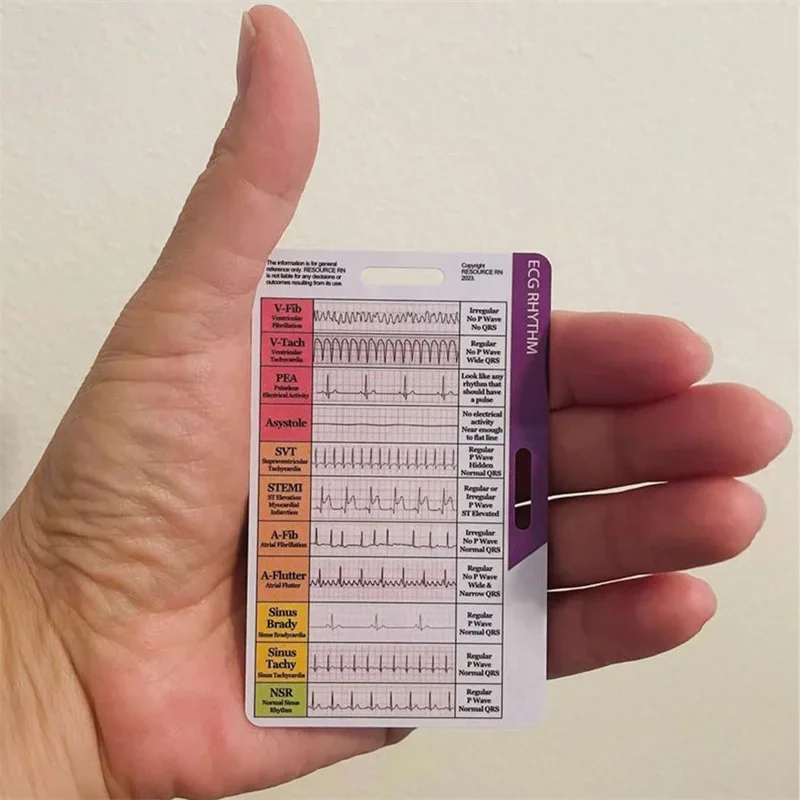 The information is for general
reference only. RESOURCE RN
is not liable for any decisions or
outcomes resulting from its use.
Copyright
RESOURCE RN
2023.
ECG RHYTHM
V-Fib
Ventricular
Fibrillation
Irregular
No P Wave
No QRS
V-Tach
Ventricular
Tachycardia
Regular
No P Wave
Wide QRS
PEA
Pulseless
Electrical Activity
Look like any
rhythm that
should have
a pulse
Asystole
No electrical
activity
Near enough
to flat line
SVT
Supraventricular
Tachycardia
Regular
P Wave
Hidden
Normal QRS
STEMI
ST Elevation
Myocardial
Infarction
Regular or
Irregular
P Wave
ST Elevated
A-Fib
Atrial Fibrillation
Irregular
No P Wave
Normal QRS
A-Flutter
Atrial Flutter
Regular
No P Wave
Wide &
Narrow QRS
Sinus
Brady
Sinus Bradycardia
Regular
P Wave
Normal QRS
Sinus
Tachy
Sinus Tachycardia
Regular
P Wave
Normal QRS
NSR
Normal Sinus
Rhythm
Regular
P Wave
Normal QRS